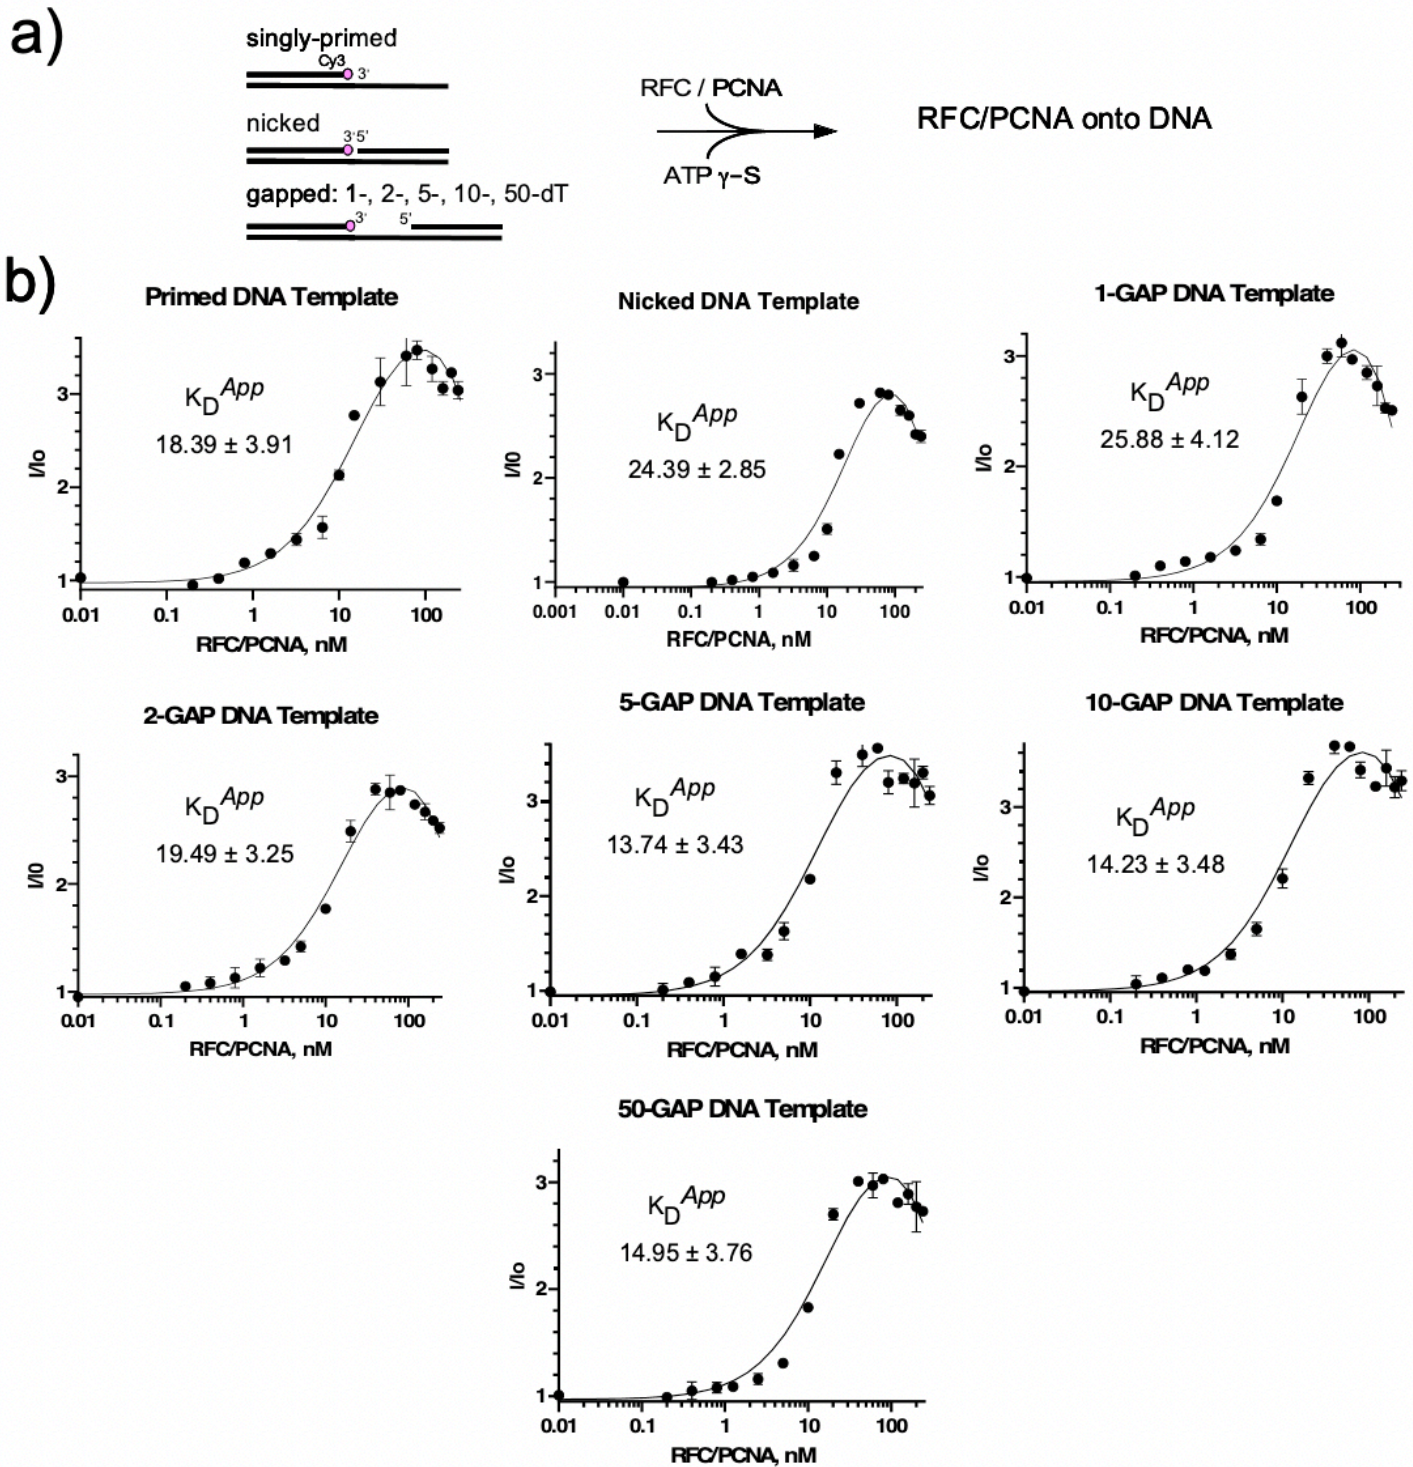 a)
singly-primed
Cy3
3'
nicked
3' 5'
gapped: 1-, 2-, 5-, 10-, 50-dT
3' 5'
RFC / PCNA
ATP γ–S
RFC/PCNA onto DNA
b)
Primed DNA Template
I/Io
3
2
1
KD App
18.39 ± 3.91
0.01 0.1 1 10 100
RFC/PCNA, nM
Nicked DNA Template
I/I0
3
2
1
KD App
24.39 ± 2.85
0.001 0.01 0.1 1 10 100
RFC/PCNA, nM
1-GAP DNA Template
I/Io
3
2
1
KD App
25.88 ± 4.12
0.01 0.1 1 10 100
RFC/PCNA, nM
2-GAP DNA Template
I/I0
3
2
1
KD App
19.49 ± 3.25
0.01 0.1 1 10 100
RFC/PCNA, nM
5-GAP DNA Template
I/Io
3
2
1
KD App
13.74 ± 3.43
0.01 0.1 1 10 100
RFC/PCNA, nM
10-GAP DNA Template
I/Io
3
2
1
KD App
14.23 ± 3.48
0.01 0.1 1 10 100
RFC/PCNA, nM
50-GAP DNA Template
I/Io
3
2
1
KD App
14.95 ± 3.76
0.01 0.1 1 10 100
RFC/PCNA, nM